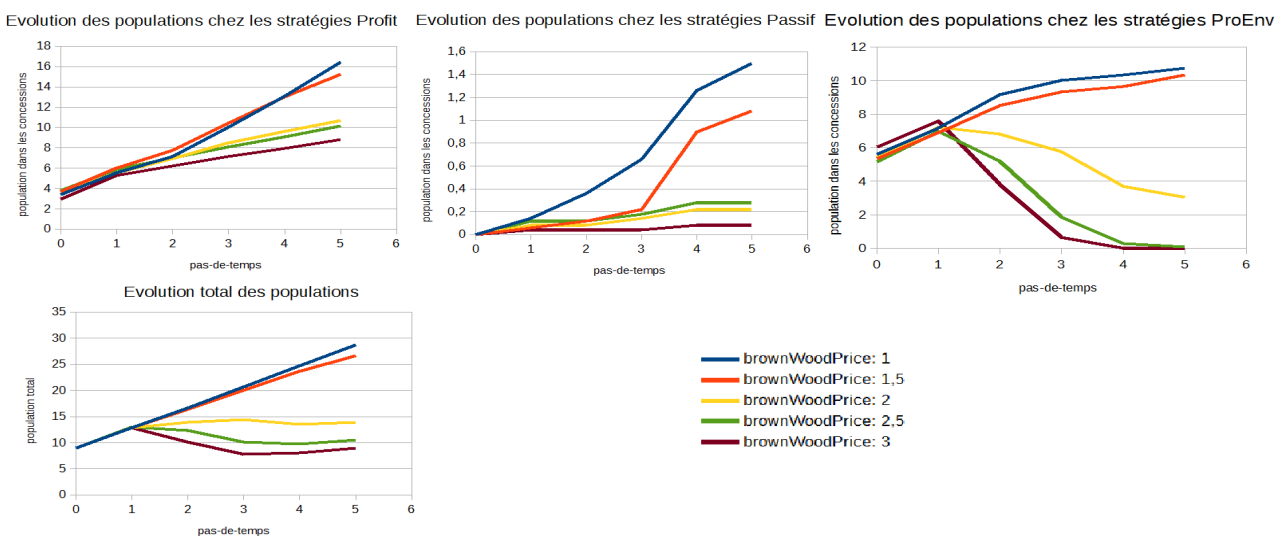 Evolution des populations chez les stratégies Profit
population dans les concessions
18
16
14
12
10
8
6
4
2
0
0 1 2 3 4 5 6
pas-de-temps
Evolution des populations chez les stratégies Passif
population dans les concessions
1,6
1,4
1,2
1
0,8
0,6
0,4
0,2
0
0 1 2 3 4 5 6
pas-de-temps
Evolution des populations chez les stratégies ProEnv
population dans les concessions
12
10
8
6
4
2
0
0 1 2 3 4 5 6
pas-de-temps
Evolution total des populations
population total
35
30
25
20
15
10
5
0
0 1 2 3 4 5 6
pas-de-temps
brownWoodPrice: 1
brownWoodPrice: 1,5
brownWoodPrice: 2
brownWoodPrice: 2,5
brownWoodPrice: 3